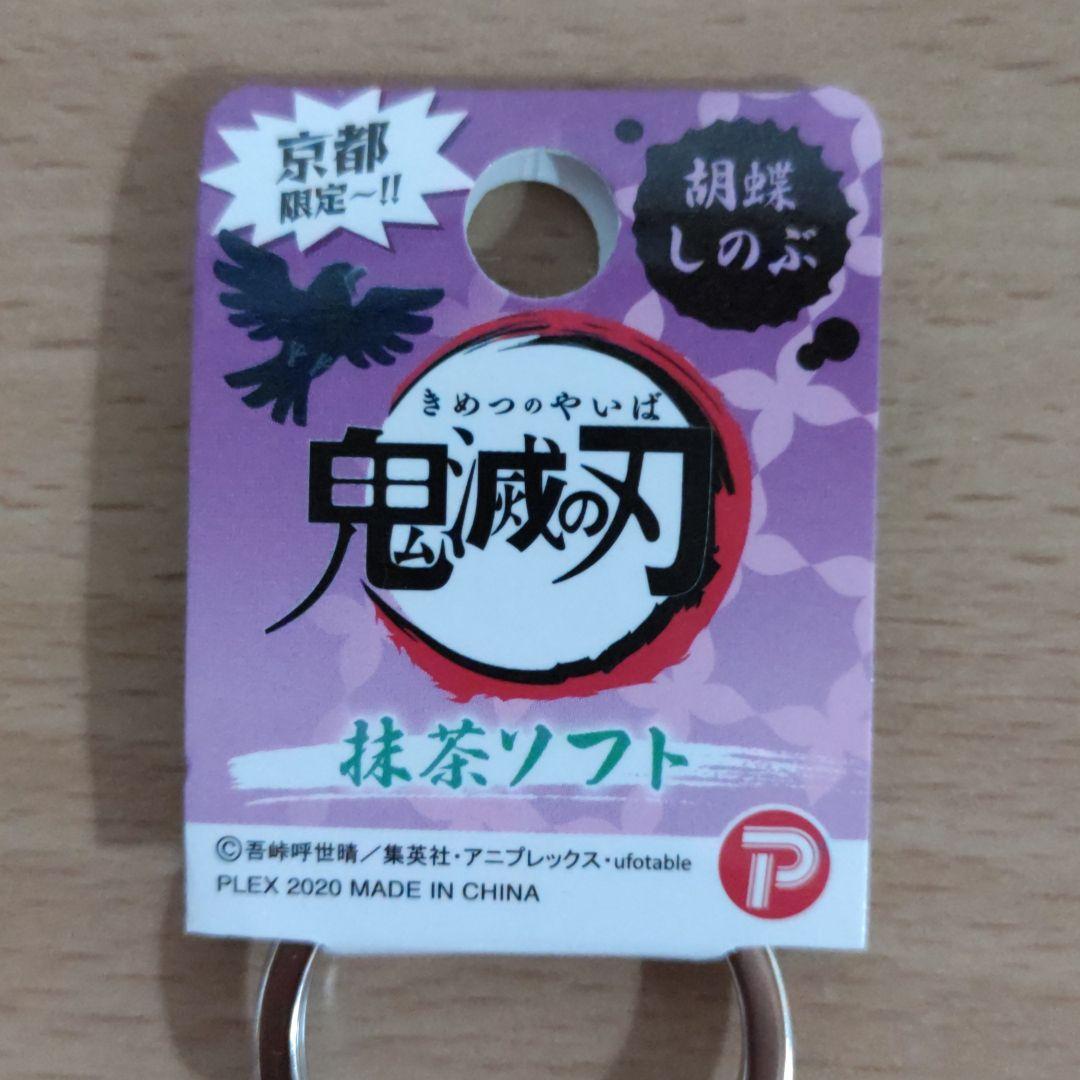 京都
限定～!!
胡蝶
しのぶ
きめつのやいば
鬼滅の刃
抹茶ソフト
©吾峠呼世晴／集英社・アニプレックス・ufotable
PLEX 2020 MADE IN CHINA
P